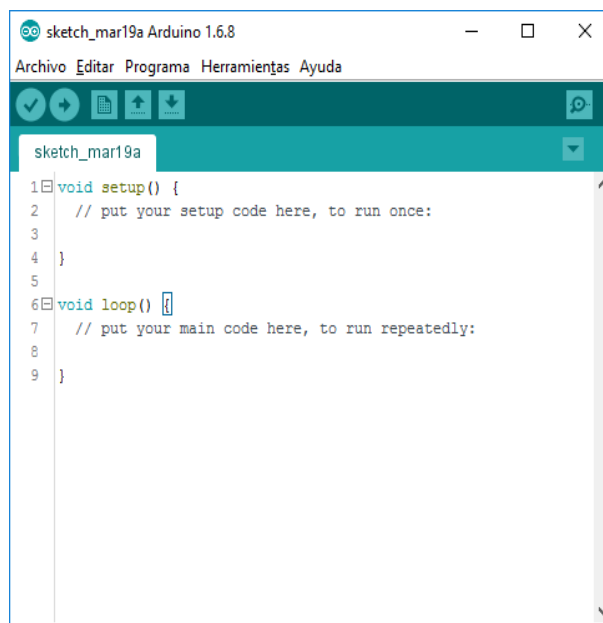 sketch_mar19a Arduino 1.6.8
Archivo Editar Programa Herramientas Ayuda
sketch_mar19a
1 void setup() {
2 // put your setup code here, to run once:
3
4 }
5
6 void loop() {
7 // put your main code here, to run repeatedly:
8
9 }